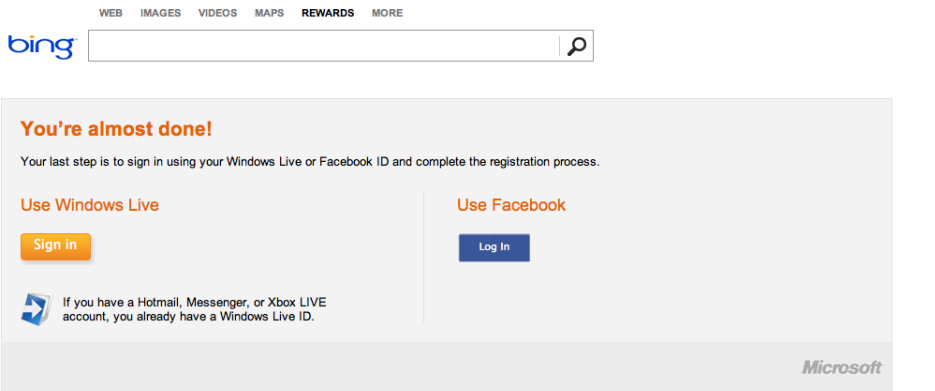 WEB IMAGES VIDEOS MAPS REWARDS MORE
bing
You're almost done!
Your last step is to sign in using your Windows Live or Facebook ID and complete the registration process.
Use Windows Live
Sign in
If you have a Hotmail, Messenger, or Xbox LIVE
account, you already have a Windows Live ID.
Use Facebook
Log In
Microsoft